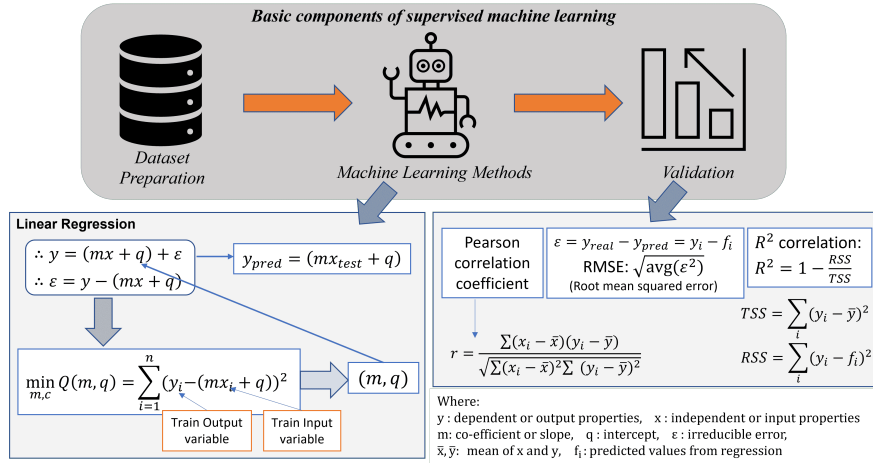 Basic components of supervised machine learning
Dataset
Preparation
Machine Learning Methods
Validation
Linear Regression
∴ y = (mx + q) + ε
∴ ε = y − (mx + q)
y_pred = (mx_test + q)
min_{m,c} Q(m, q) = ∑_{i=1}^{n} (y_i−(mx_i + q))²
(m, q)
Train Output
variable
Train Input
variable
Pearson
correlation
coefficient
r = ∑(x_i − x̄)(y_i − ȳ) / √(∑(x_i − x̄)² ∑ (y_i − ȳ)²)
ε = y_real − y_pred = y_i − f_i
RMSE: √avg(ε²)
(Root mean squared error)
R² correlation:
R² = 1 − RSS/TSS
TSS = ∑_i (y_i − ȳ)²
RSS = ∑_i (y_i − f_i)²
Where:
y : dependent or output properties, x : independent or input properties
m: co-efficient or slope, q : intercept, ε : irreducible error,
x̄, ȳ: mean of x and y, f_i : predicted values from regression